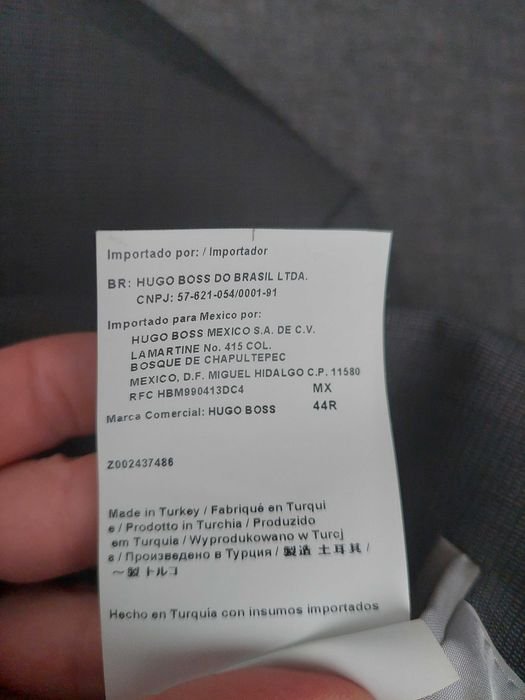 Importado por: / Importador
BR: HUGO BOSS DO BRASIL LTDA.
CNPJ: 57-621-054/0001-91
Importado para Mexico por:
HUGO BOSS MEXICO S.A. DE C.V.
LAMARTINE No. 415 COL.
BOSQUE DE CHAPULTEPEC
MEXICO, D.F. MIGUEL HIDALGO C.P. 11580
RFC HBM990413DC4 MX
Marca Comercial: HUGO BOSS 44R
Z002437486
Made in Turkey / Fabriqué en Turqui
e / Prodotto in Turchia / Produzido
em Turquia / Wyprodukowano w Turcj
a / Произведено в Турция / 製造 土耳其 /
〜製 トルコ
Hecho en Turquía con insumos importados